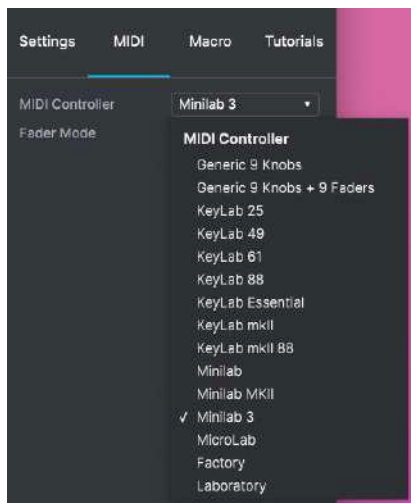 Settings MIDI Macro Tutorials
MIDI Controller Minilab 3
Fader Mode
MIDI Controller
Generic 9 Knobs
Generic 9 Knobs + 9 Faders
KeyLab 25
KeyLab 49
KeyLab 61
KeyLab 88
KeyLab Essential
KeyLab mkII
KeyLab mkII 88
Minilab
Minilab MKII
✓ Minilab 3
MicroLab
Factory
Laboratory